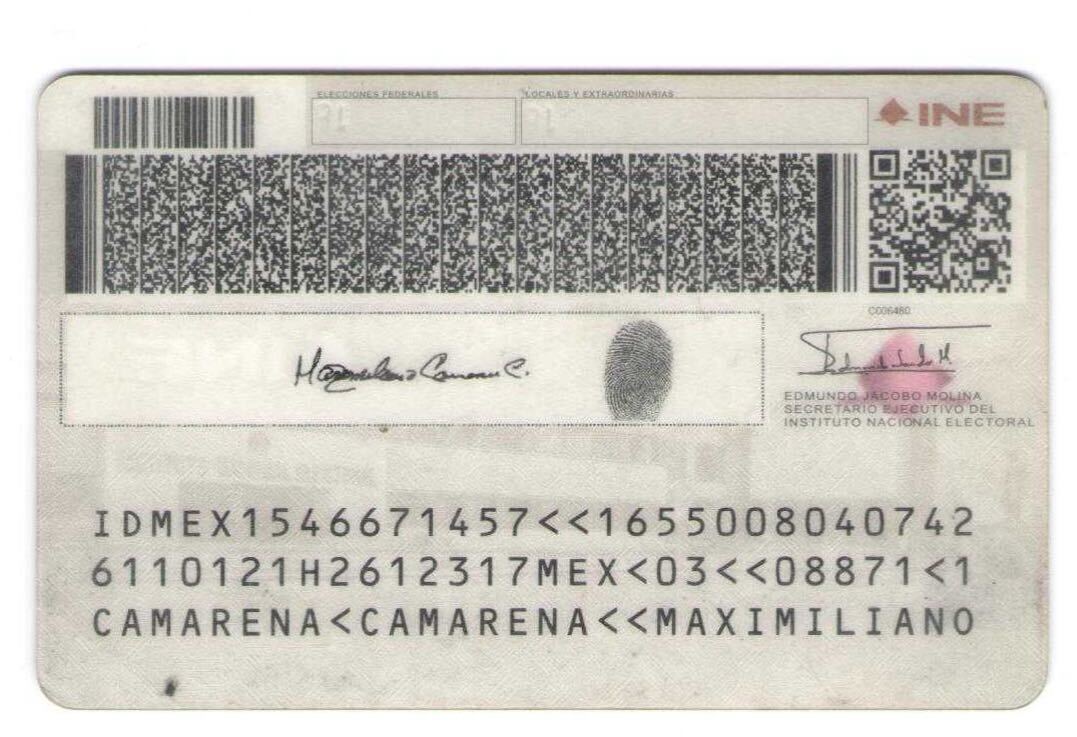 ELECCIONES FEDERALES
LOCALES Y EXTRAORDINARIAS
INE
C006480
EDMUNDO JACOBO MOLINA
SECRETARIO EJECUTIVO DEL
INSTITUTO NACIONAL ELECTORAL
IDMEX1546671457<<1655008040742
6110121H2612317MEX<03<<08871<1
CAMARENA<CAMARENA<<MAXIMILIANO